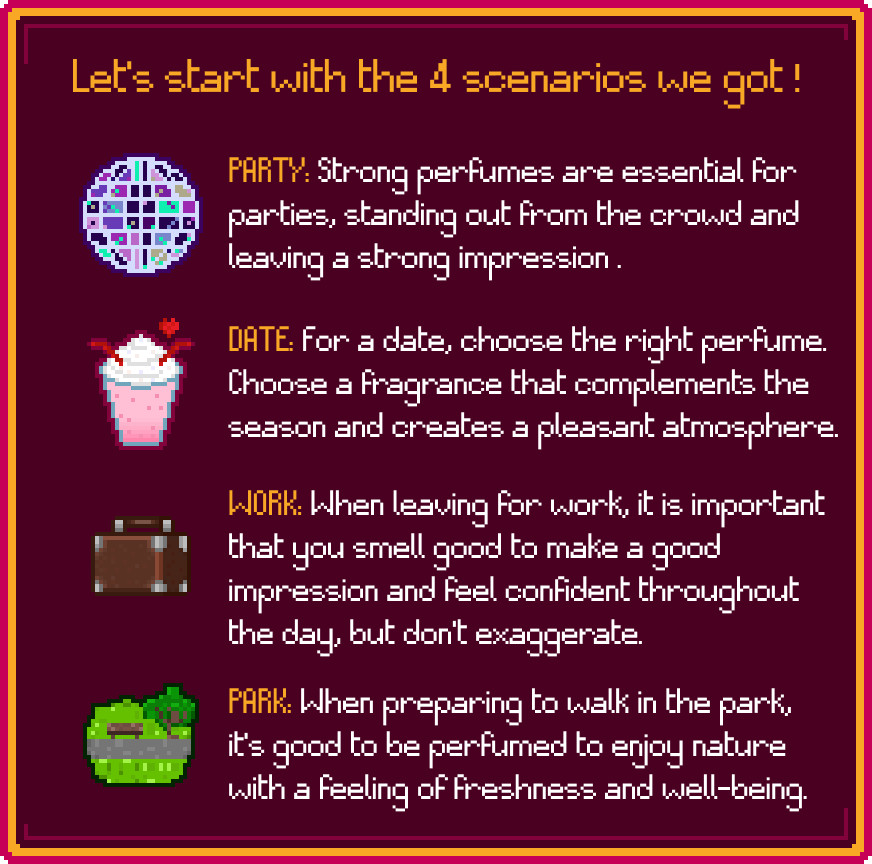 Let's start with the 4 scenarios we got !
PARTY: Strong perfumes are essential for
parties, standing out from the crowd and
leaving a strong impression .
DATE: For a date, choose the right perfume.
Choose a fragrance that complements the
season and creates a pleasant atmosphere.
WORK: When leaving for work, it is important
that you smell good to make a good
impression and feel confident throughout
the day, but don't exaggerate.
PARK: When preparing to walk in the park,
it's good to be perfumed to enjoy nature
with a feeling of freshness and well-being.